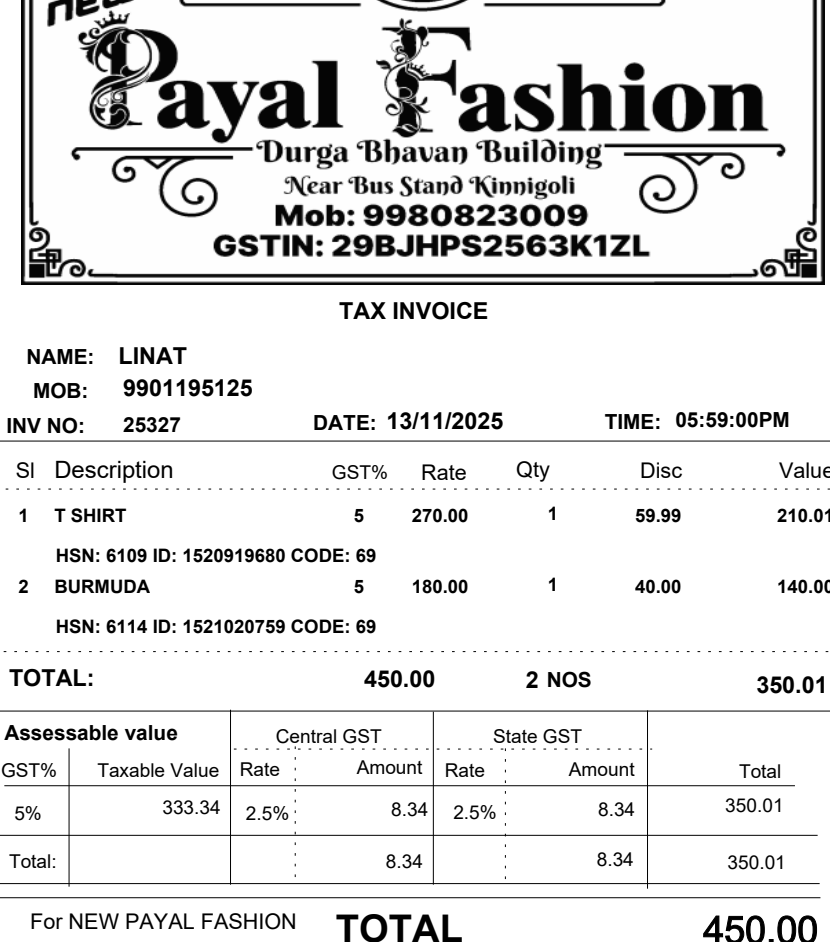 new
Payal Fashion
Durga Bhavan Building
Near Bus Stand Kinnigoli
Mob: 9980823009
GSTIN: 29BJHPS2563K1ZL
TAX INVOICE
NAME: LINAT
MOB: 9901195125
INV NO: 25327 DATE: 13/11/2025 TIME: 05:59:00PM
Sl Description GST% Rate Qty Disc Value
1 T SHIRT 5 270.00 1 59.99 210.01
HSN: 6109 ID: 1520919680 CODE: 69
2 BURMUDA 5 180.00 1 40.00 140.00
HSN: 6114 ID: 1521020759 CODE: 69
TOTAL: 450.00 2 NOS 350.01
Assessable value Central GST State GST
GST% Taxable Value Rate Amount Rate Amount Total
5% 333.34 2.5% 8.34 2.5% 8.34 350.01
Total: 8.34 8.34 350.01
For NEW PAYAL FASHION TOTAL 450.00